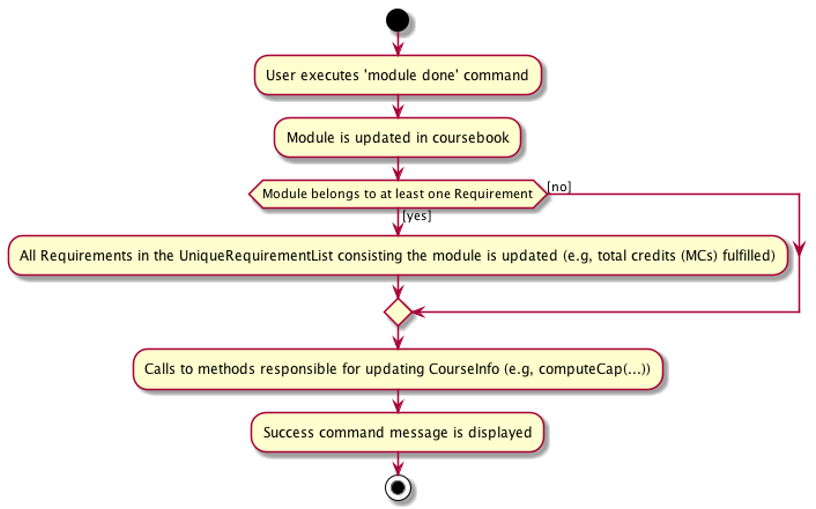 User executes 'module done' command
Module is updated in coursebook
Module belongs to at least one Requirement
[no]
[yes]
All Requirements in the UniqueRequirementList consisting the module is updated (e.g, total credits (MCs) fulfilled)
Calls to methods responsible for updating CourseInfo (e.g, computeCap(...))
Success command message is displayed